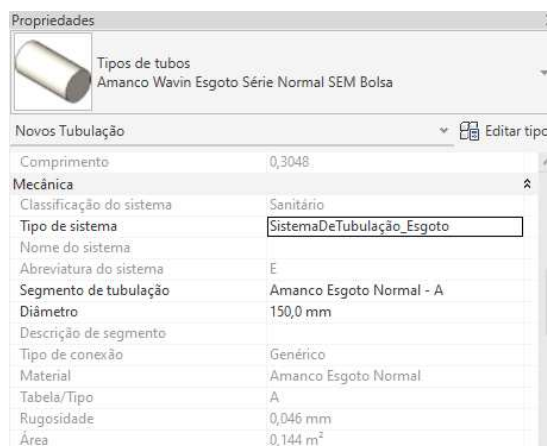 Propriedades
Tipos de tubos
Amanco Wavin Esgoto Série Normal SEM Bolsa
Novos Tubulação Editar tipo
Comprimento 0,3048
Mecânica
Classificação do sistema Sanitário
Tipo de sistema SistemaDeTubulação_Esgoto
Nome do sistema
Abreviatura do sistema E
Segmento de tubulação Amanco Esgoto Normal - A
Diâmetro 150,0 mm
Descrição de segmento
Tipo de conexão Genérico
Material Amanco Esgoto Normal
Tabela/Tipo A
Rugosidade 0,046 mm
Área 0,144 m²